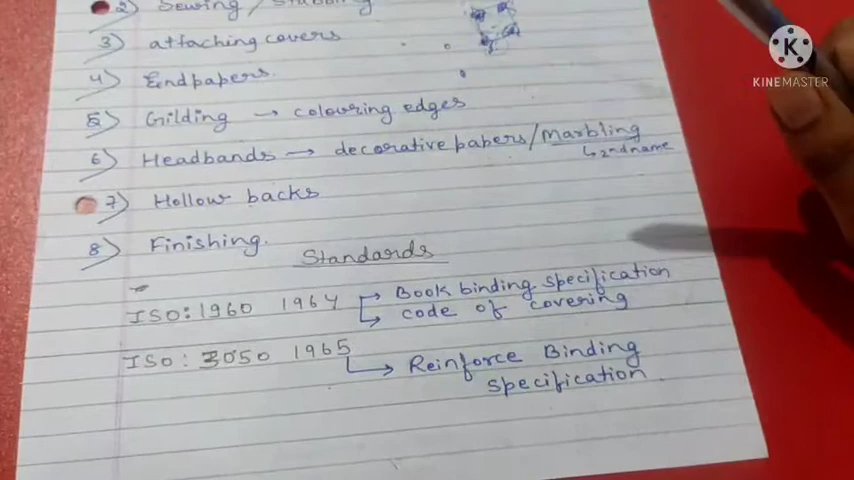 2) Sewing /
3) attaching covers
4) Endpapers.
5) Gilding → colouring edges
6) Headbands → decorative papers/Marbling
↳ 2nd name
7) Hollow backs
8) Finishing.
Standards
ISO: 1960 1964 → Book binding specification
→ code of covering
ISO: 3050 1965
→ Reinforce Binding
specification
K
KINEMASTER